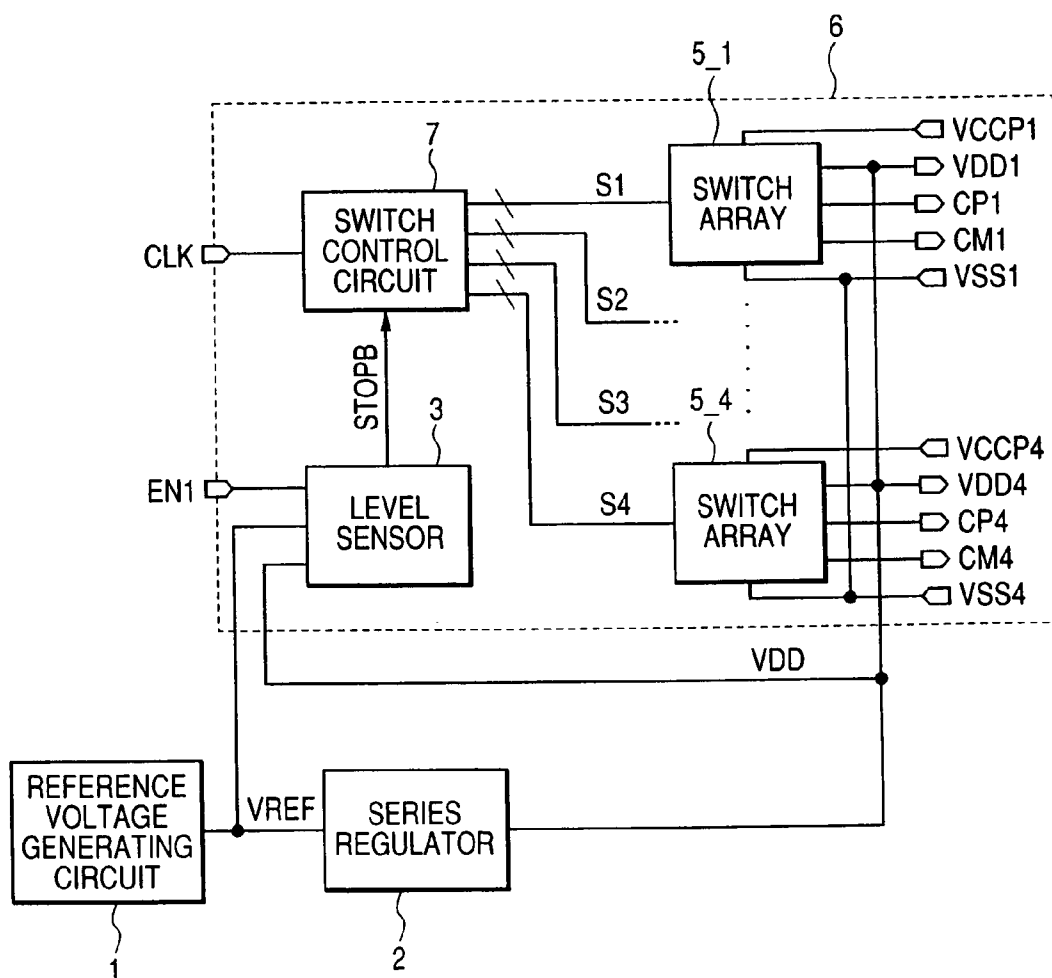 6
5_1
VCCP1
7
VDD1
S1
SWITCH
ARRAY
SWITCH
CONTROL
CIRCUIT
CP1
CLK
CM1
VSS1
S2
STOPB
S3
5_4
3
VCCP4
EN1
VDD4
LEVEL
SENSOR
S4
SWITCH
ARRAY
CP4
CM4
VSS4
VDD
REFERENCE
VOLTAGE
GENERATING
CIRCUIT
VREF
SERIES
REGULATOR
1
2